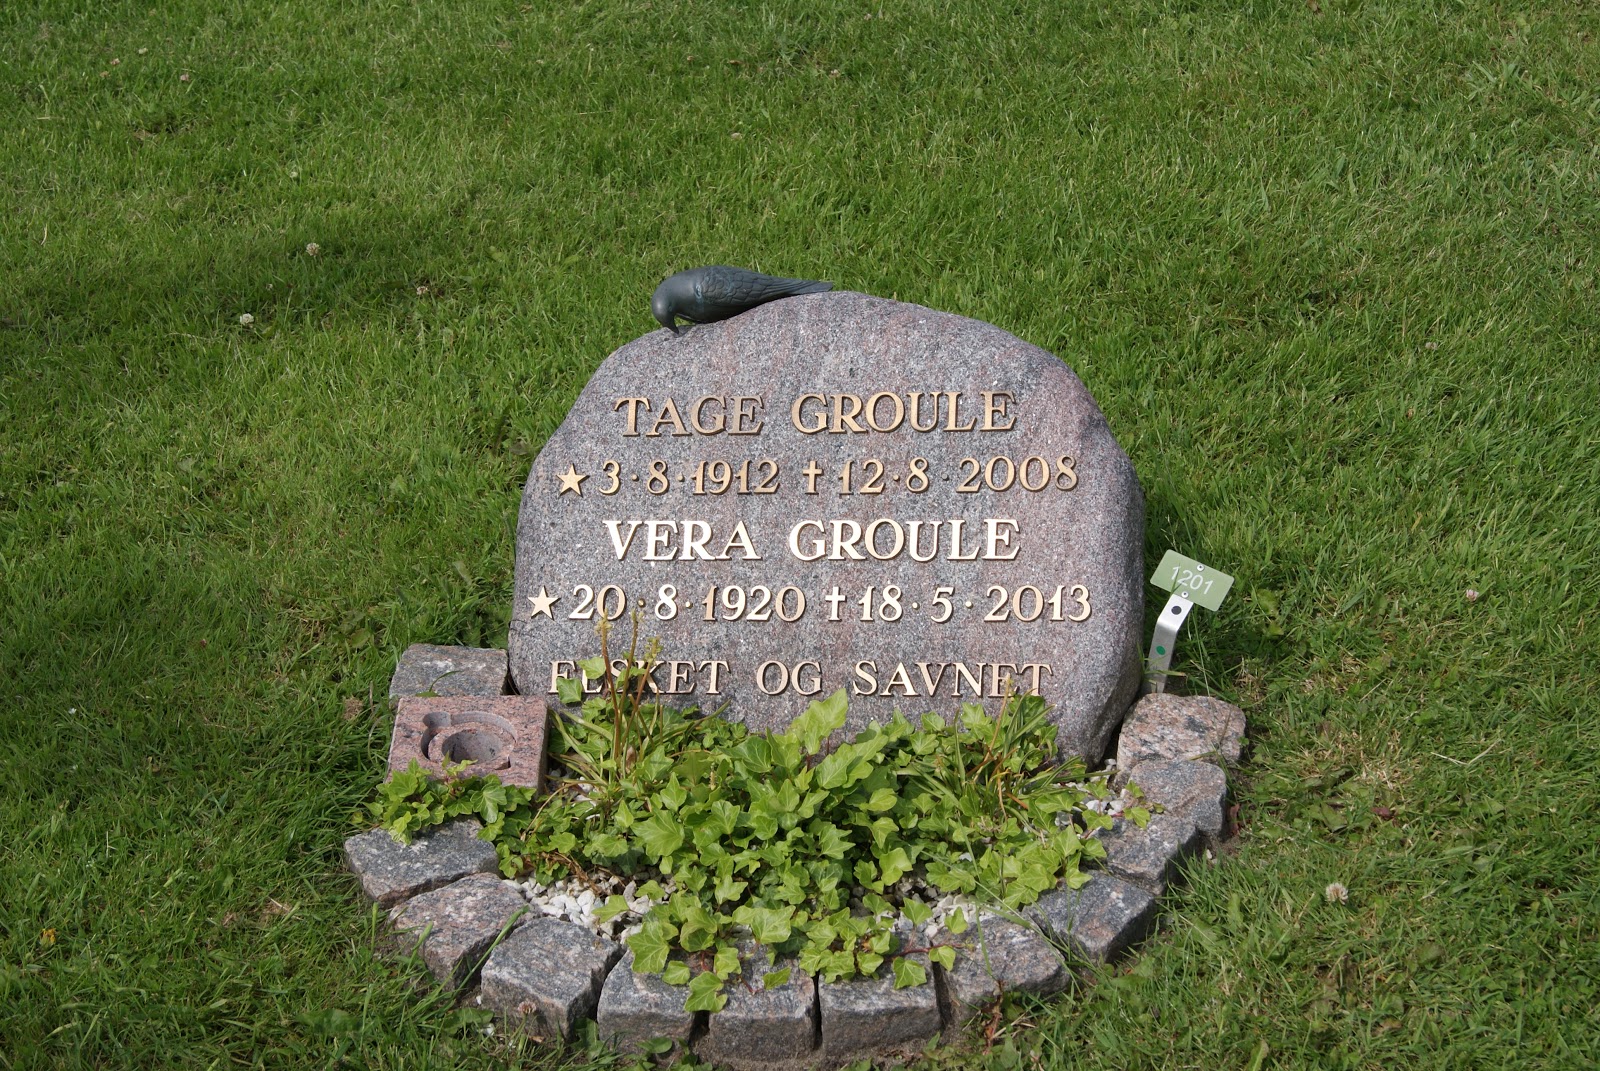 TAGE GROULE
★ 3·8·1912 ✝ 12·8·2008
VERA GROULE
★ 20·8·1920 ✝ 18·5·2013
ELSKET OG SAVNET
1201